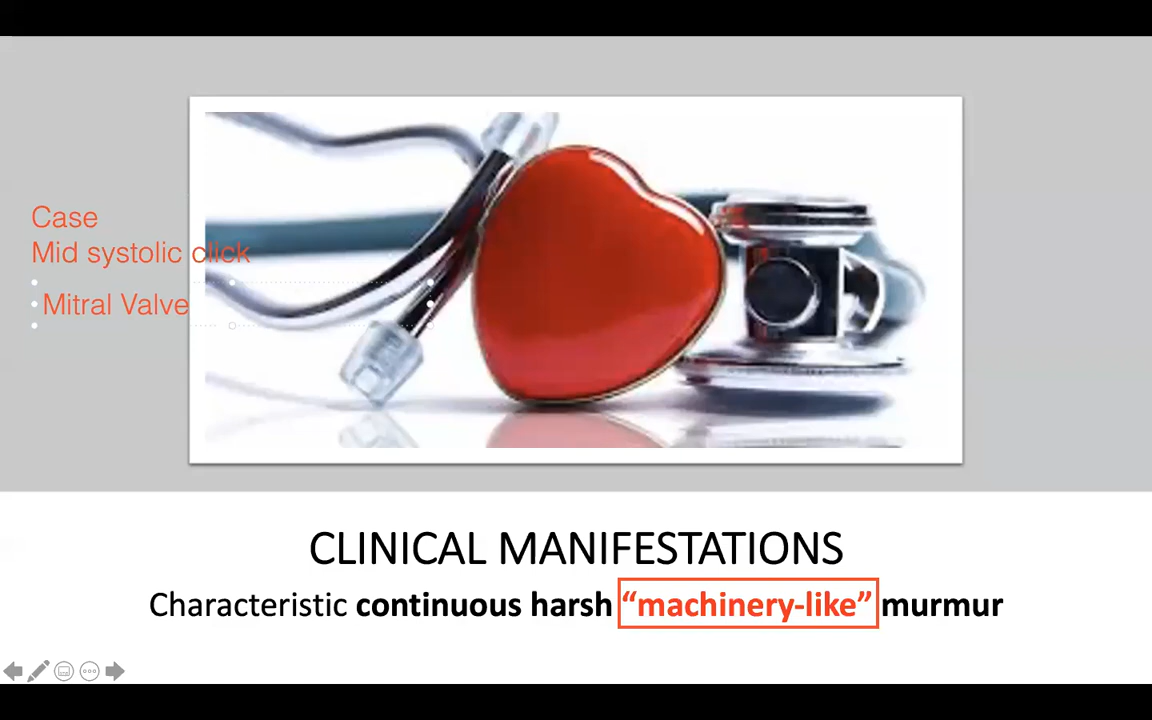 Case
Mid systolic click
Mitral Valve
CLINICAL MANIFESTATIONS
Characteristic continuous harsh “machinery-like” murmur